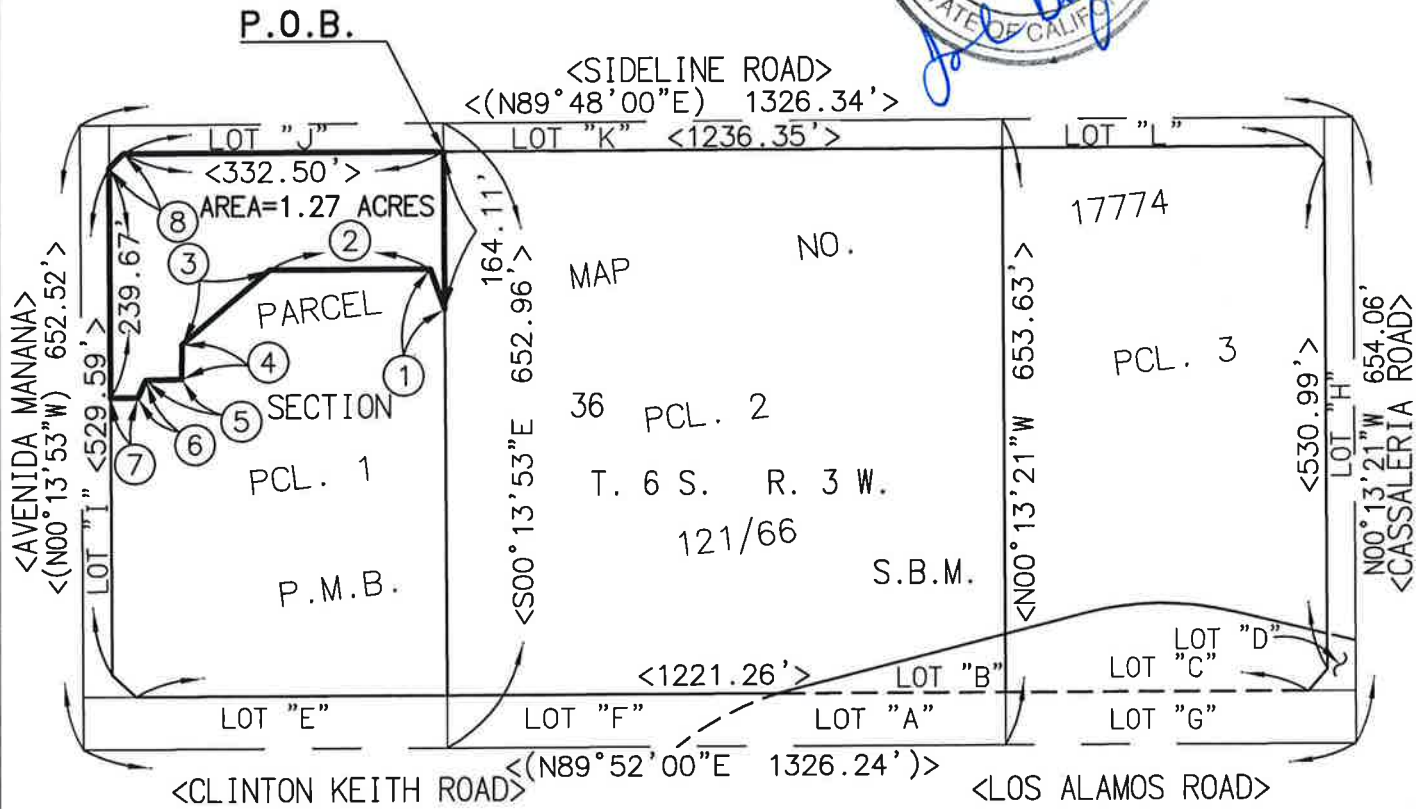 STATE OF CALIFO
P.O.B.
<SIDELINE ROAD>
<(N89°48'00"E) 1326.34'>
LOT "J"
LOT "K" <1236.35'>
LOT "L"
<332.50'>
AREA=1.27 ACRES
8
2
3
164.11'
239.67'
17774
MAP
NO.
PARCEL
PCL. 3
4
1
5
SECTION
6
7
36 PCL. 2
PCL. 1
T. 6 S. R. 3 W.
121/66
P.M.B.
S.B.M.
<AVENIDA MANANA>
<(N00°13'53"W) 652.52'>
<529.59'>
LOT "I"
<S00°13'53"E 652.96'>
<N00°13'21"W 653.63'>
<530.99'>
LOT "H"
N00°13'21"W 654.06'
<CASSALERIA ROAD>
LOT "D"
<1221.26'>
LOT "B"
LOT "C"
LOT "E"
LOT "F"
LOT "A"
LOT "G"
<(N89°52'00"E 1326.24')>
<CLINTON KEITH ROAD>
<LOS ALAMOS ROAD>